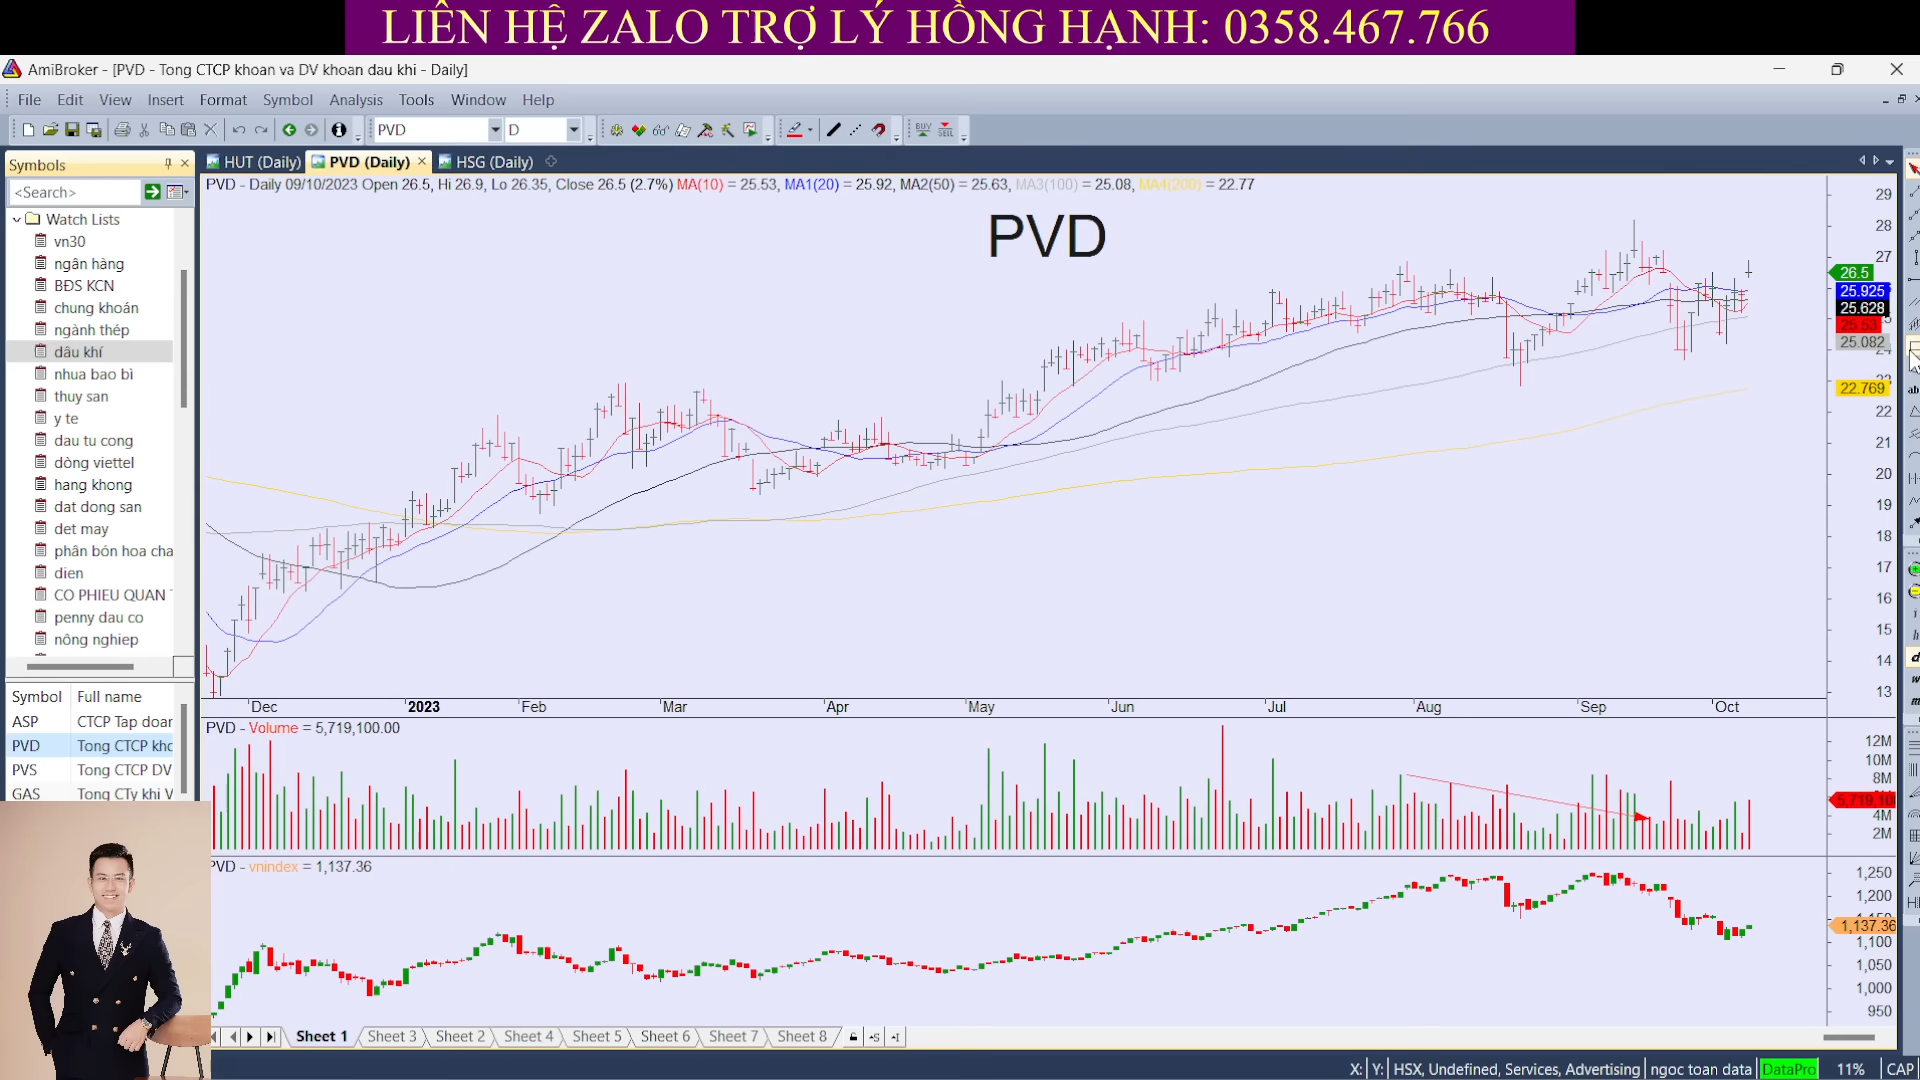 LIÊN HỆ ZALO TRỢ LÝ HỒNG HẠNH: 0358.467.766
AmiBroker - [PVD - Tong CTCP khoan va DV khoan dau khi - Daily]
File Edit View Insert Format Symbol Analysis Tools Window Help
PVD D BUY SELL
Symbols
HUT (Daily) PVD (Daily) HSG (Daily)
PVD - Daily 09/10/2023 Open 26.5, Hi 26.9, Lo 26.35, Close 26.5 (2.7%) MA(10) = 25.53, MA1(20) = 25.92, MA2(50) = 25.63, MA3(100) = 25.08, MA4(200) = 22.77
<Search>
Watch Lists
vn30
ngân hàng
BĐS KCN
chung khoán
ngành thép
dâu khí
nhua bao bì
thuy san
y te
dau tu cong
dòng viettel
hang khong
dat dong san
det may
phân bón hoa cha
dien
CO PHIEU QUAN
penny dau co
nông nghiep
Symbol Full name
ASP CTCP Tap doar
PVD Tong CTCP kho
PVS Tong CTCP DV
GAS Tong CTy khi V
PVD
29
28
27
26.5
25.925
25.628
25.53
25.082
22.769
22
21
20
19
18
17
16
15
14
13
Dec 2023 Feb Mar Apr May Jun Jul Aug Sep Oct
PVD - Volume = 5,719,100.00
12M
10M
8M
5,719,10
4M
2M
PVD - vnindex = 1,137.36
1,250
1,200
1,137.36
1,100
1,050
1,000
950
Sheet 1 Sheet 3 Sheet 2 Sheet 4 Sheet 5 Sheet 6 Sheet 7 Sheet 8
X: Y: HSX, Undefined, Services, Advertising ngoc toan data DataPro 11% CAP